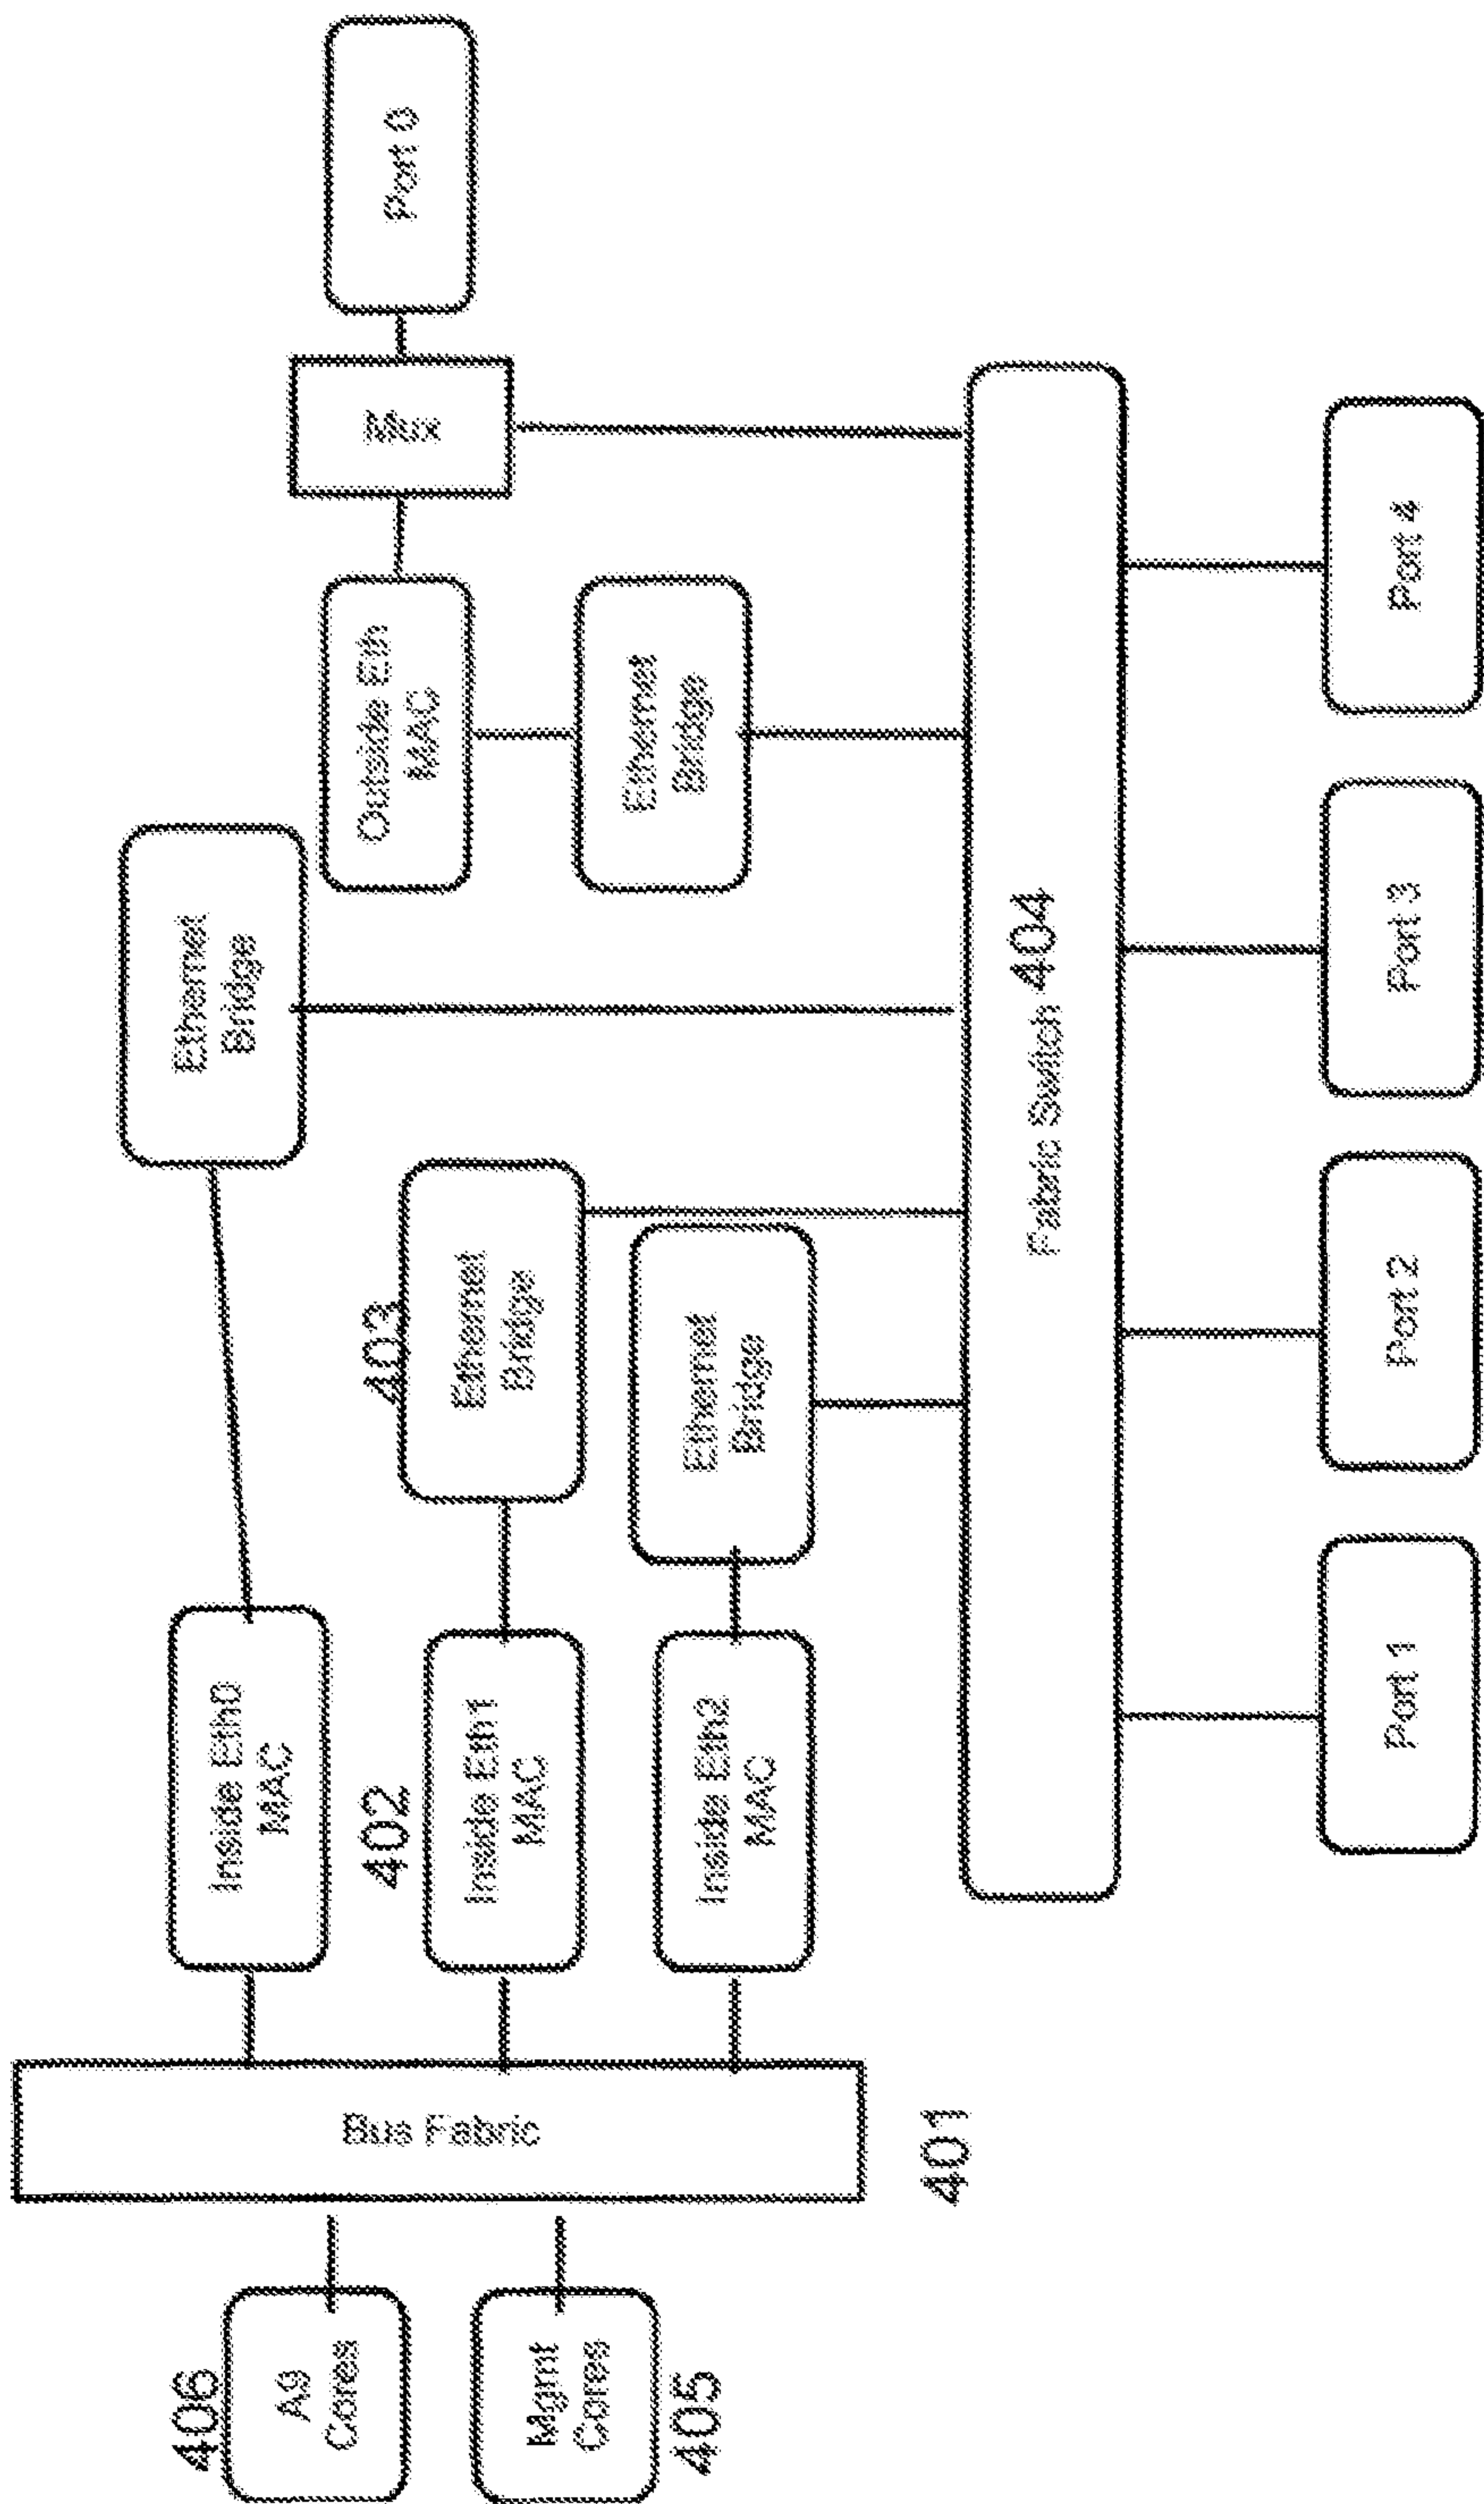 406
A9
Cores
Mgmt
Cores
405
Bus Fabric
401
Inside Eth0
MAC
402
Inside Eth1
MAC
Inside Eth2
MAC
403
Ethernet
Bridge
Ethernet
Bridge
Ethernet
Bridge
Outside Eth
MAC
Ethernet
Bridge
Mux
Port 0
Fabric Switch 404
Port 1
Port 2
Port 3
Port 4